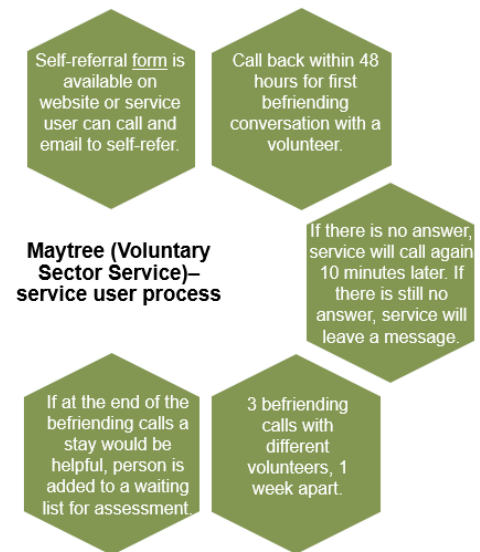 Self-referral form is
available on
website or service
user can call and
email to self-refer.
Call back within 48
hours for first
befriending
conversation with a
volunteer.
Maytree (Voluntary
Sector Service)–
service user process
If there is no answer,
service will call again
10 minutes later. If
there is still no
answer, service will
leave a message.
3 befriending
calls with
different
volunteers, 1
week apart.
If at the end of the
befriending calls a
stay would be
helpful, person is
added to a waiting
list for assessment.